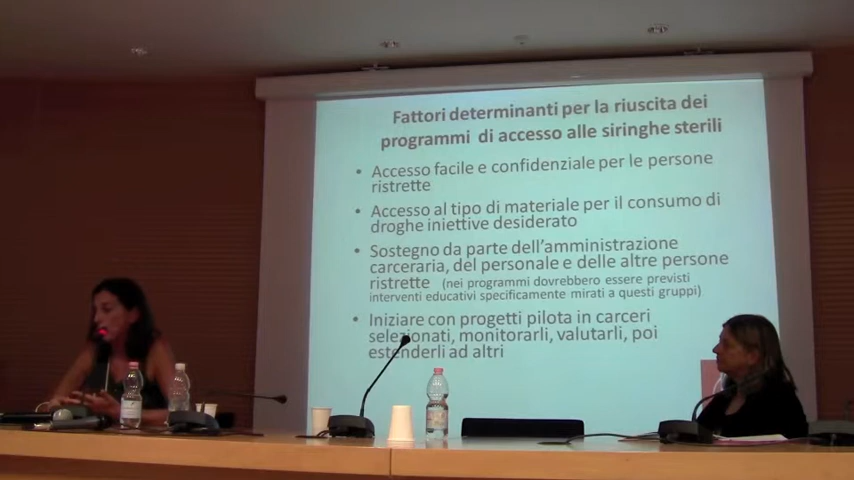 Fattori determinanti per la riuscita dei
programmi di accesso alle siringhe sterili
• Accesso facile e confidenziale per le persone
ristrette
• Accesso al tipo di materiale per il consumo di
droghe iniettive desiderato
• Sostegno da parte dell'amministrazione
carceraria, del personale e delle altre persone
ristrette (nei programmi dovrebbero essere previsti
interventi educativi specificamente mirati a questi gruppi)
• Iniziare con progetti pilota in carceri
selezionati, monitorarli, valutarli, poi
estenderli ad altri